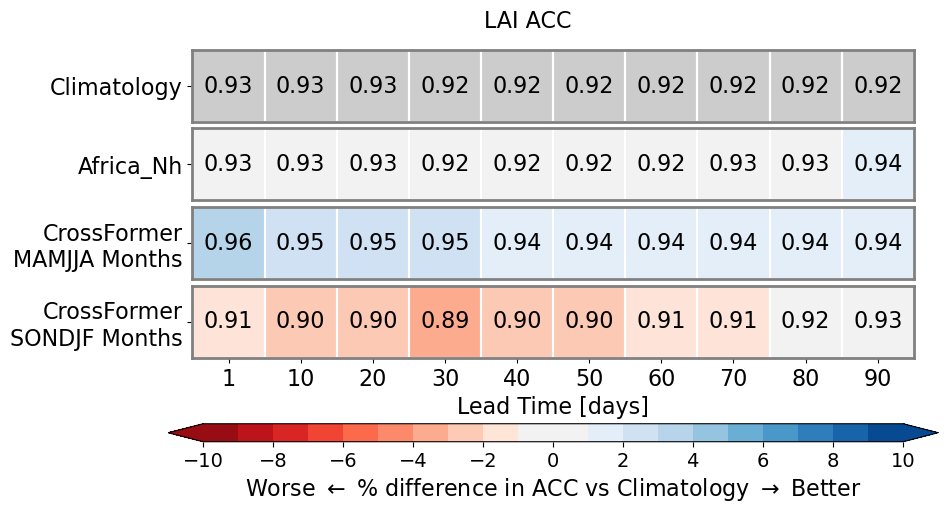 LAI ACC
Climatology 0.93 0.93 0.93 0.92 0.92 0.92 0.92 0.92 0.92 0.92
Africa_Nh 0.93 0.93 0.93 0.92 0.92 0.92 0.92 0.93 0.93 0.94
CrossFormer
MAMJJA Months 0.96 0.95 0.95 0.95 0.94 0.94 0.94 0.94 0.94 0.94
CrossFormer
SONDJF Months 0.91 0.90 0.90 0.89 0.90 0.90 0.91 0.91 0.92 0.93
1 10 20 30 40 50 60 70 80 90
Lead Time [days]
−10 −8 −6 −4 −2 0 2 4 6 8 10
Worse ← % difference in ACC vs Climatology → Better